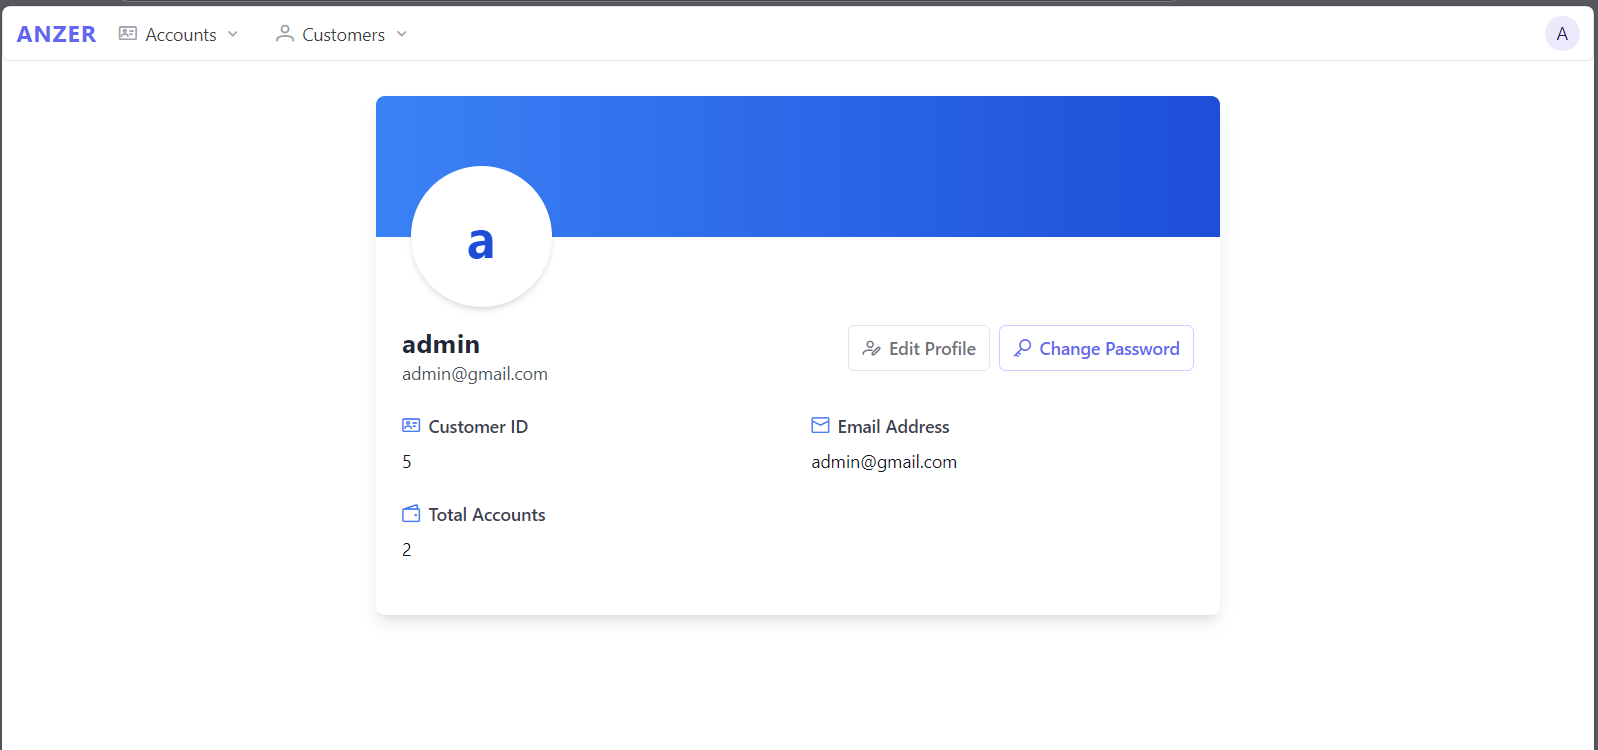 ANZER Accounts Customers A
a
admin
admin@gmail.com
Edit Profile Change Password
Customer ID
5
Email Address
admin@gmail.com
Total Accounts
2